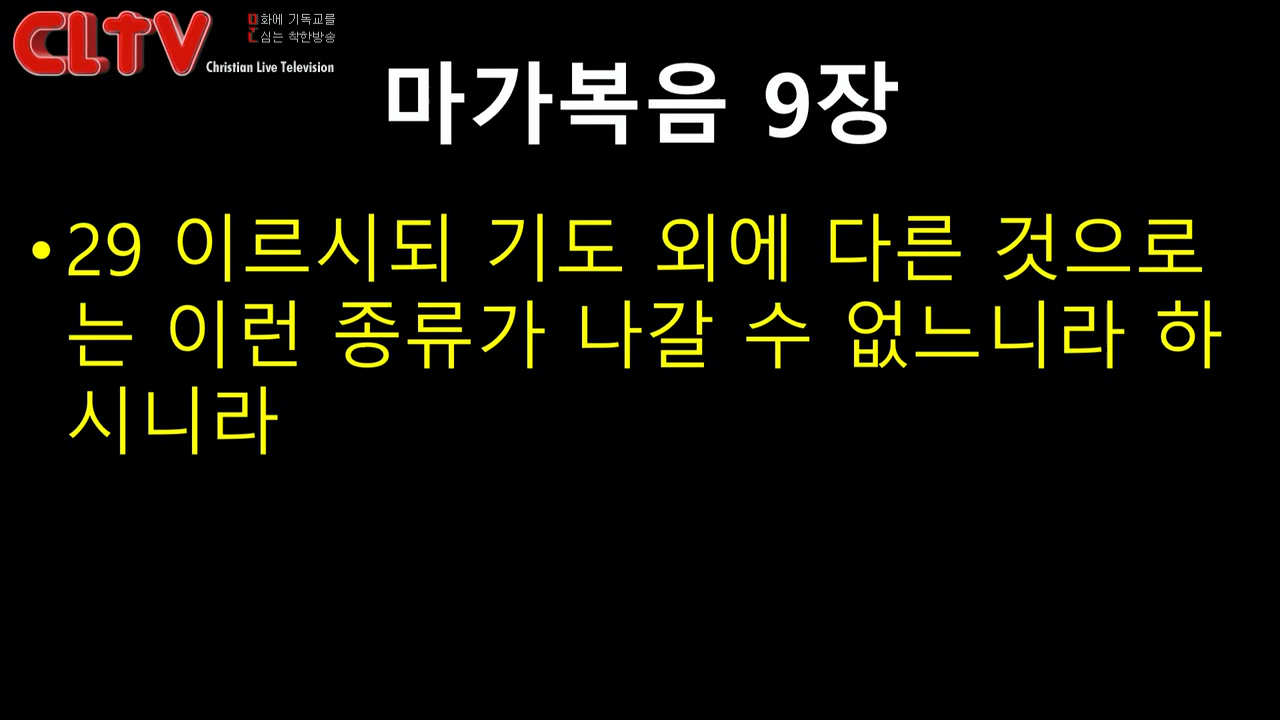 CLTV
문화에 기독교를
심는 착한방송
Christian Live Television
마가복음 9장
•29 이르시되 기도 외에 다른 것으로
는 이런 종류가 나갈 수 없느니라 하
시니라